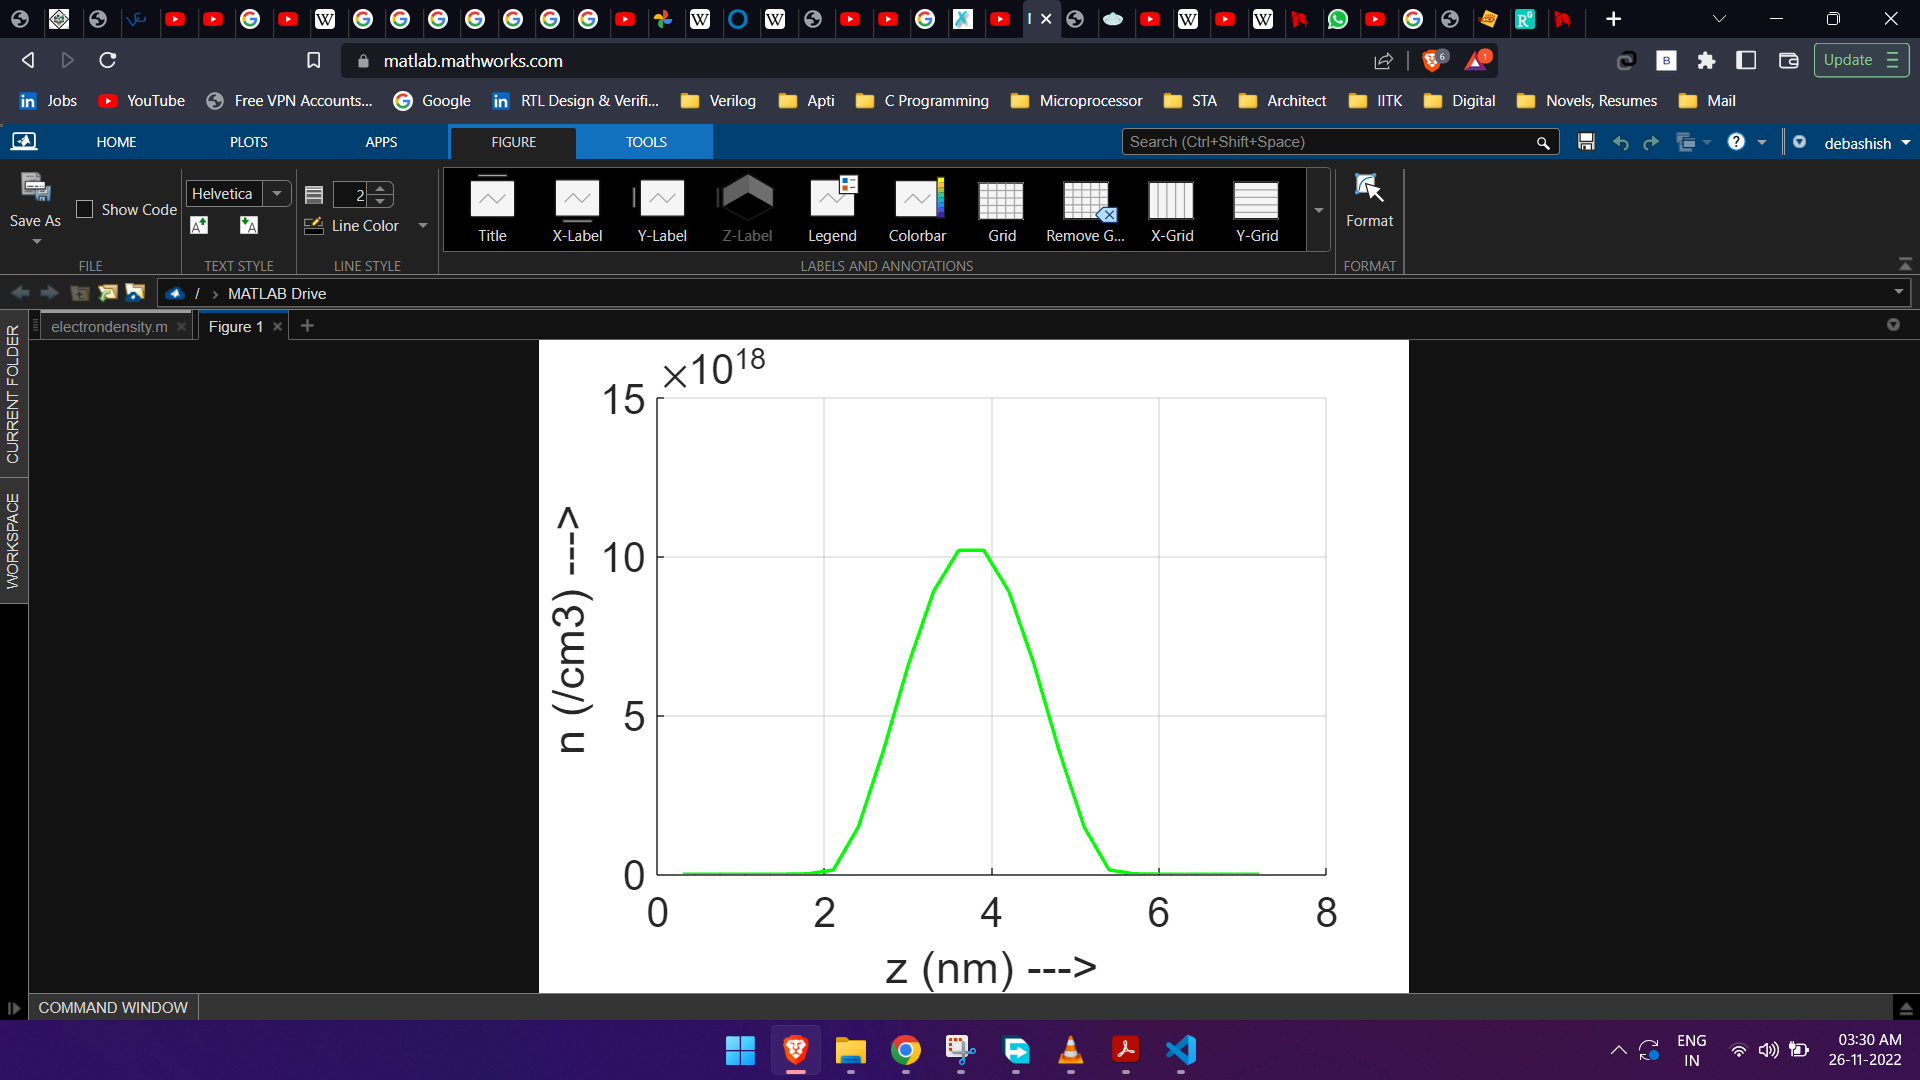 matlab.mathworks.com
6
1
B
Update
Jobs
YouTube
Free VPN Accounts...
Google
RTL Design & Verifi...
Verilog
Apti
C Programming
Microprocessor
STA
Architect
IITK
Digital
Novels, Resumes
Mail
HOME
PLOTS
APPS
FIGURE
TOOLS
Search (Ctrl+Shift+Space)
debashish
Save As
Show Code
Helvetica
2
Line Color
Title
X-Label
Y-Label
Z-Label
Legend
Colorbar
Grid
Remove G...
X-Grid
Y-Grid
Format
FILE
TEXT STYLE
LINE STYLE
LABELS AND ANNOTATIONS
FORMAT
/ › MATLAB Drive
CURRENT FOLDER
WORKSPACE
electrondensity.m
Figure 1
×10^18
15
10
5
0
n (/cm3) --->
0 2 4 6 8
z (nm) --->
COMMAND WINDOW
ENG
IN
03:30 AM
26-11-2022